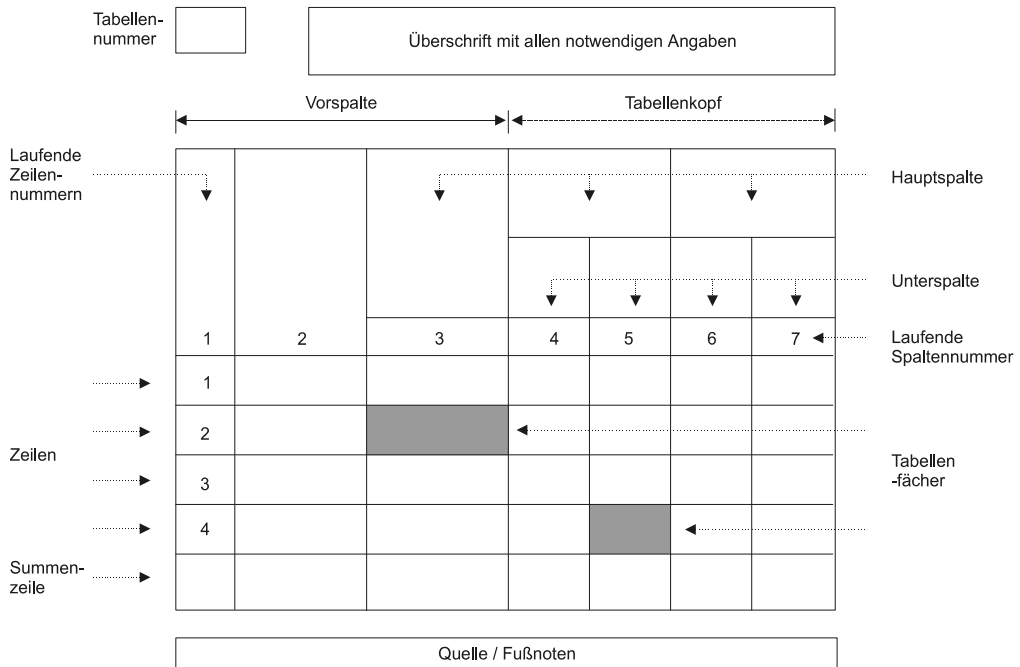 Tabellen-
nummer
Überschrift mit allen notwendigen Angaben
Vorspalte
Tabellenkopf
Laufende
Zeilen-
nummern
Hauptspalte
Unterspalte
1 2 3 4 5 6 7
Laufende
Spaltennummer
1
2
Zeilen
3
Tabellen
-fächer
4
Summen-
zeile
Quelle / Fußnoten